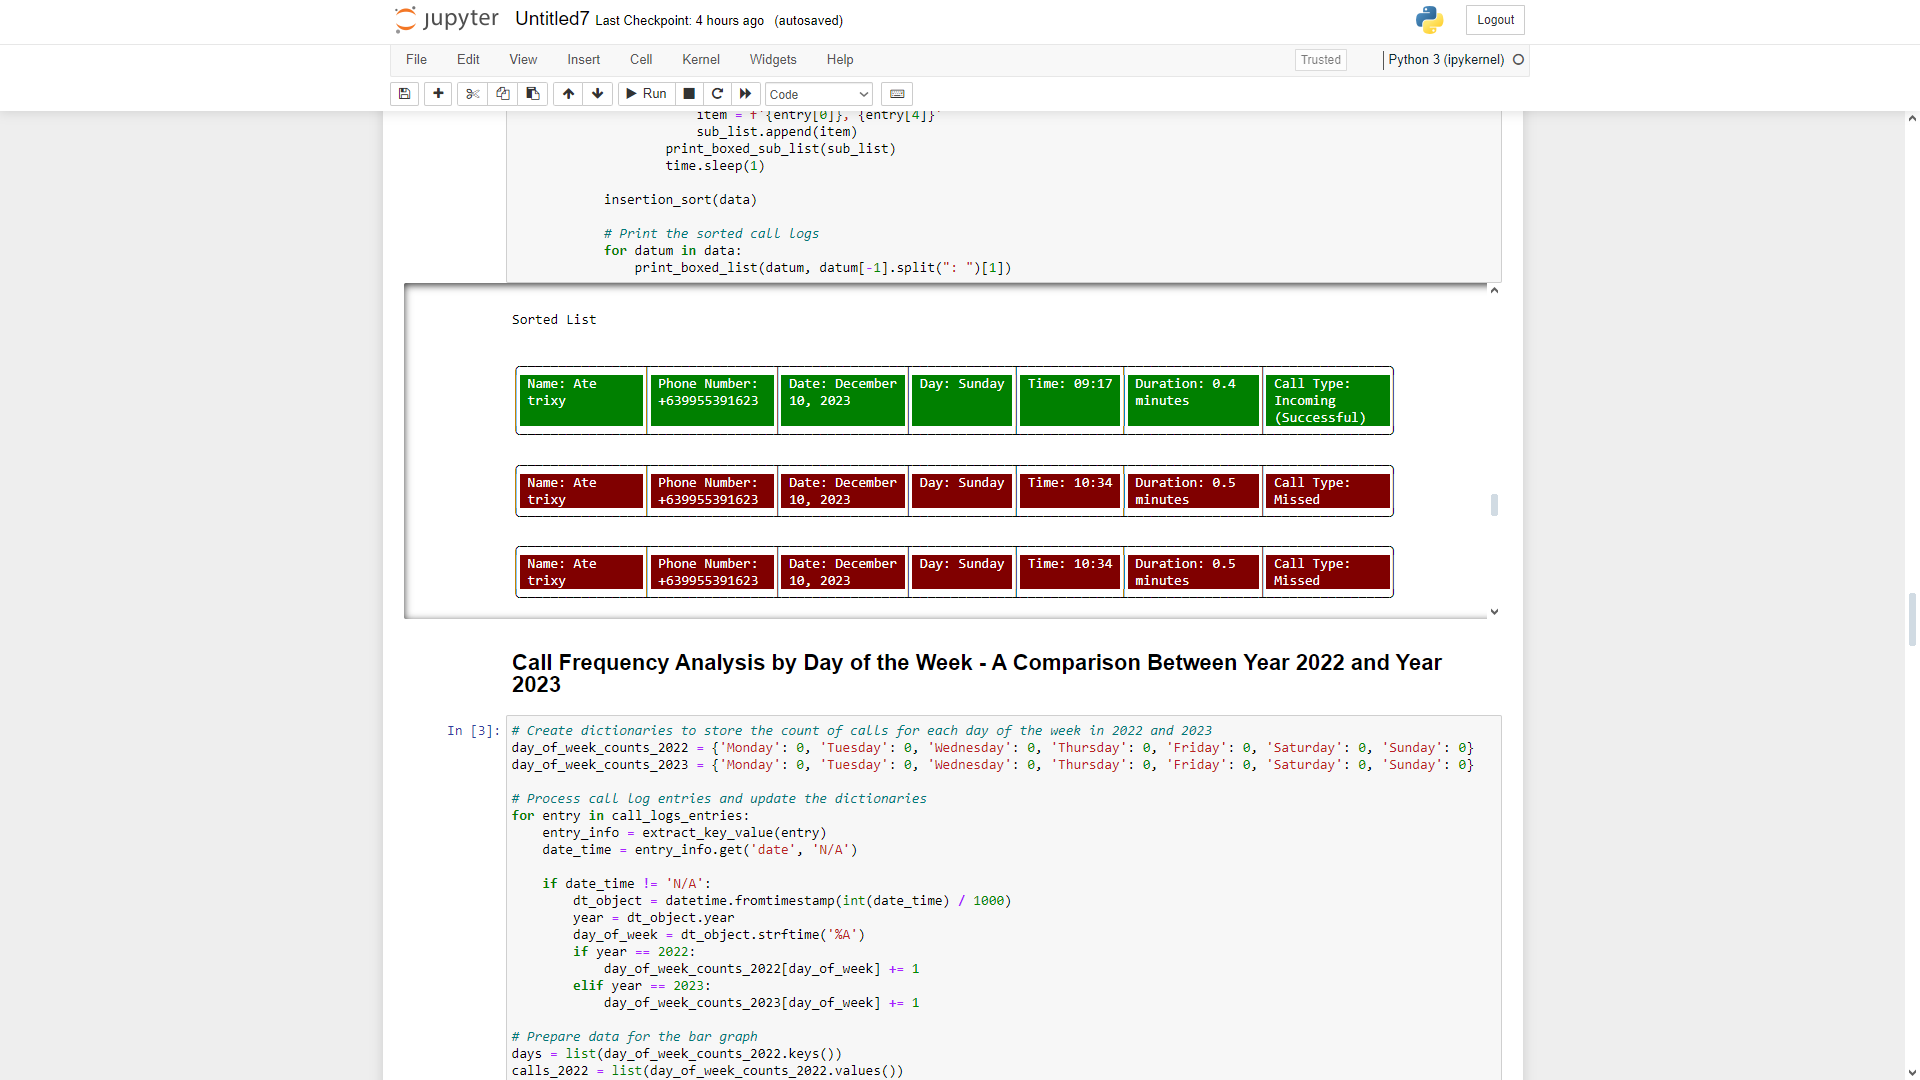 jupyter Untitled7 Last Checkpoint: 4 hours ago (autosaved) Logout
File Edit View Insert Cell Kernel Widgets Help Trusted Python 3 (ipykernel)
Run Code
item = f'{entry[0]}, {entry[4]}'
sub_list.append(item)
print_boxed_sub_list(sub_list)
time.sleep(1)
insertion_sort(data)
# Print the sorted call logs
for datum in data:
print_boxed_list(datum, datum[-1].split(": ")[1])
Sorted List
Name: Ate Phone Number: Date: December Day: Sunday Time: 09:17 Duration: 0.4 Call Type:
trixy +639955391623 10, 2023 minutes Incoming
(Successful)
Name: Ate Phone Number: Date: December Day: Sunday Time: 10:34 Duration: 0.5 Call Type:
trixy +639955391623 10, 2023 minutes Missed
Name: Ate Phone Number: Date: December Day: Sunday Time: 10:34 Duration: 0.5 Call Type:
trixy +639955391623 10, 2023 minutes Missed
Call Frequency Analysis by Day of the Week - A Comparison Between Year 2022 and Year
2023
In [3]: # Create dictionaries to store the count of calls for each day of the week in 2022 and 2023
day_of_week_counts_2022 = {'Monday': 0, 'Tuesday': 0, 'Wednesday': 0, 'Thursday': 0, 'Friday': 0, 'Saturday': 0, 'Sunday': 0}
day_of_week_counts_2023 = {'Monday': 0, 'Tuesday': 0, 'Wednesday': 0, 'Thursday': 0, 'Friday': 0, 'Saturday': 0, 'Sunday': 0}
# Process call log entries and update the dictionaries
for entry in call_logs_entries:
entry_info = extract_key_value(entry)
date_time = entry_info.get('date', 'N/A')
if date_time != 'N/A':
dt_object = datetime.fromtimestamp(int(date_time) / 1000)
year = dt_object.year
day_of_week = dt_object.strftime('%A')
if year == 2022:
day_of_week_counts_2022[day_of_week] += 1
elif year == 2023:
day_of_week_counts_2023[day_of_week] += 1
# Prepare data for the bar graph
days = list(day_of_week_counts_2022.keys())
calls_2022 = list(day_of_week_counts_2022.values())